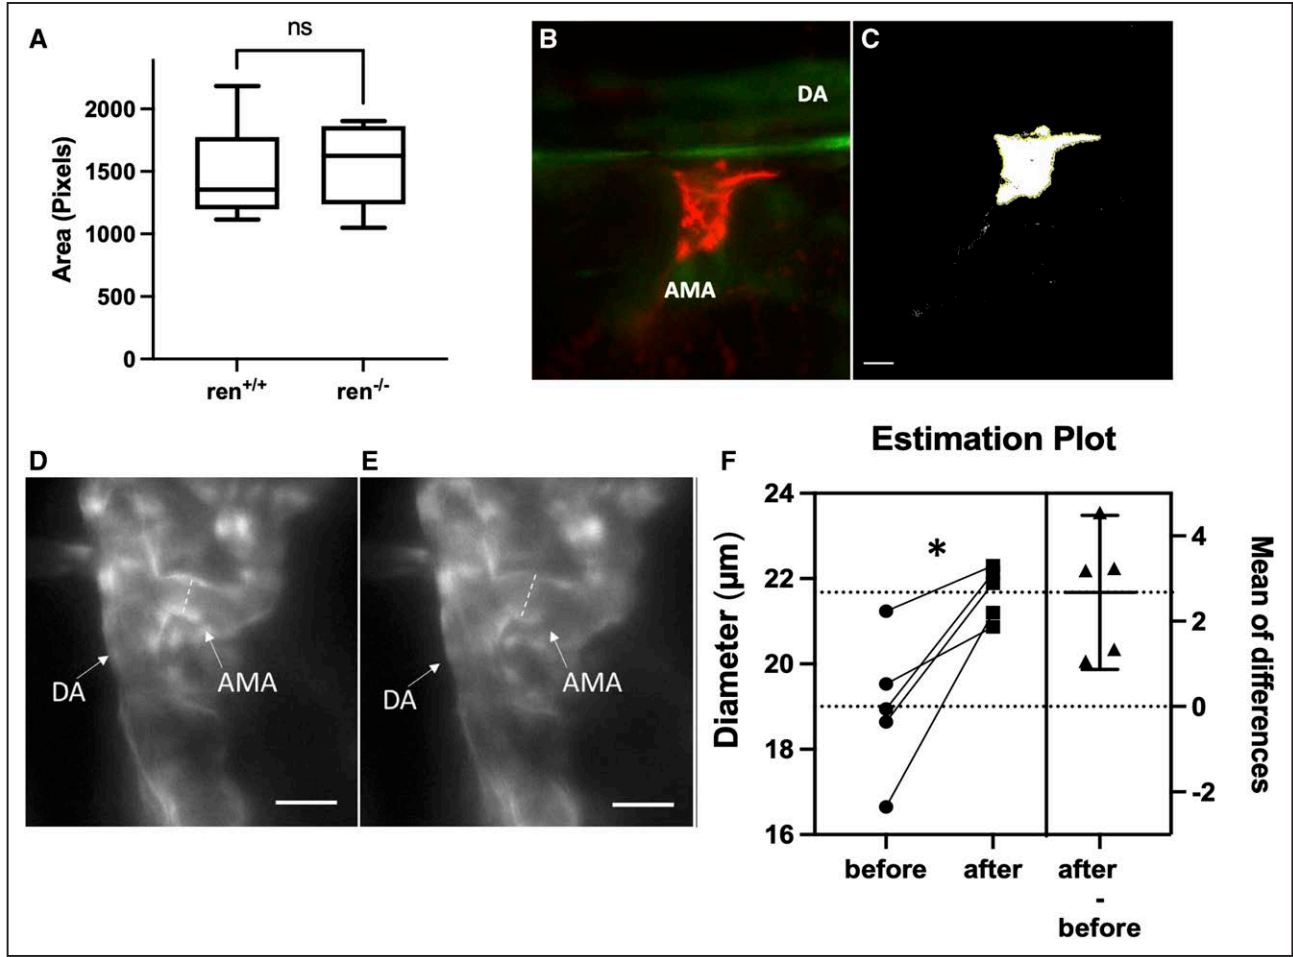 A
ns
Area (Pixels)
2000
1500
1000
500
0
ren+/+
ren-/-
B
DA
AMA
C
D
DA
AMA
E
DA
AMA
F
Estimation Plot
Diameter (µm)
24
22
20
18
16
*
4
2
0
-2
Mean of differences
before
after
after
-
before